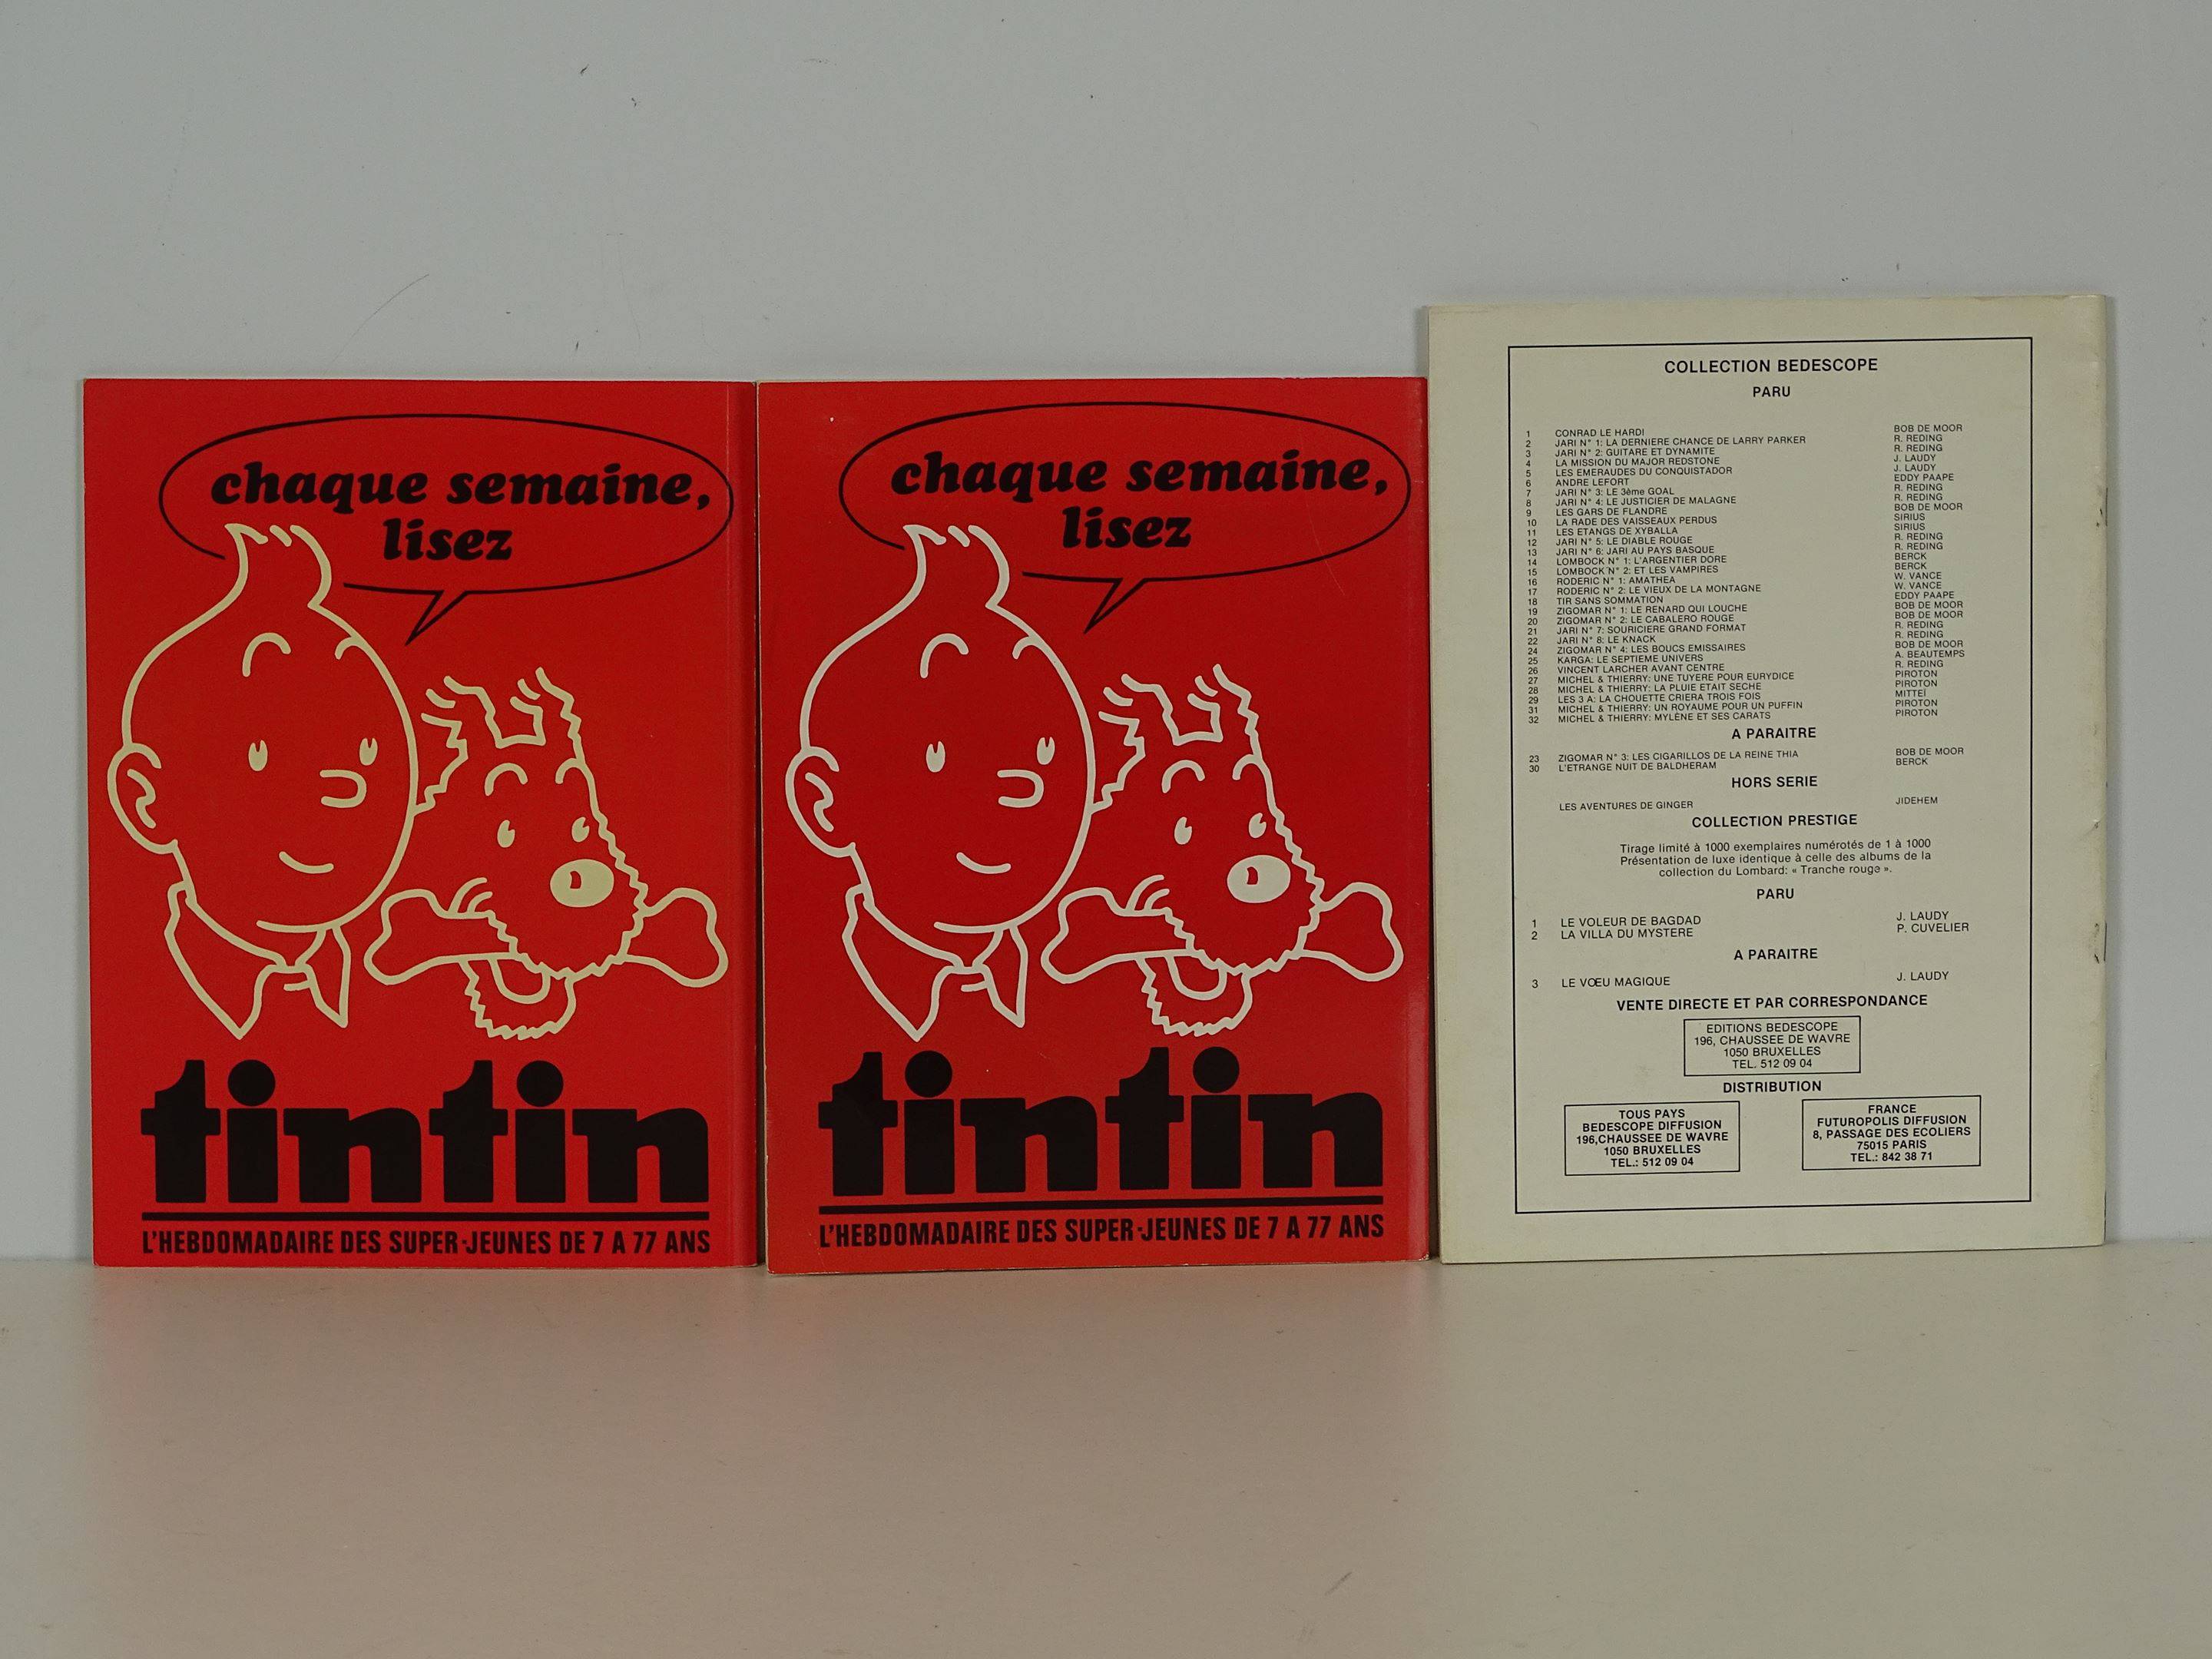 chaque semaine,
lisez
tintin
L'HEBDOMADAIRE DES SUPER-JEUNES DE 7 A 77 ANS
chaque semaine,
lisez
tintin
L'HEBDOMADAIRE DES SUPER-JEUNES DE 7 A 77 ANS
COLLECTION BEDESCOPE
PARU
1 CONRAD LE HARDI BOB DE MOOR
2 JARI N° 1: LA DERNIERE CHANCE DE LARRY PARKER R. REDING
3 JARI N° 2: GUITARE ET DYNAMITE R. REDING
4 LA MISSION DU MAJOR REDSTONE J. LAUDY
5 LES EMERAUDES DU CONQUISTADOR J. LAUDY
6 ANDRE LEFORT EDDY PAAPE
7 JARI N° 3: LE 3ème GOAL R. REDING
8 JARI N° 4: LE JUSTICIER DE MALAGNE R. REDING
9 LES GARS DE FLANDRE BOB DE MOOR
10 LA RADE DES VAISSEAUX PERDUS SIRIUS
11 LES ETANGS DE XYBALLA SIRIUS
12 JARI N° 5: LE DIABLE ROUGE R. REDING
13 JARI N° 6: JARI AU PAYS BASQUE R. REDING
14 LOMBOCK N° 1: L'ARGENTIER DORE BERCK
15 LOMBOCK N° 2: ET LES VAMPIRES BERCK
16 RODERIC N° 1: AMATHEA W. VANCE
17 RODERIC N° 2: LE VIEUX DE LA MONTAGNE W. VANCE
18 TIR SANS SOMMATION EDDY PAAPE
19 ZIGOMAR N° 1: LE RENARD QUI LOUCHE BOB DE MOOR
20 ZIGOMAR N° 2: LE CABALERO ROUGE BOB DE MOOR
21 JARI N° 7: SOURICIERE GRAND FORMAT R. REDING
22 JARI N° 8: LE KNACK R. REDING
24 ZIGOMAR N° 4: LES BOUCS EMISSAIRES BOB DE MOOR
25 KARGA: LE SEPTIEME UNIVERS A. BEAUTEMPS
26 VINCENT LARCHER AVANT CENTRE R. REDING
27 MICHEL & THIERRY: UNE TUYERE POUR EURYDICE PIROTON
28 MICHEL & THIERRY: LA PLUIE ETAIT SECHE PIROTON
29 LES 3 A: LA CHOUETTE CRIERA TROIS FOIS MITTEÏ
31 MICHEL & THIERRY: UN ROYAUME POUR UN PUFFIN PIROTON
32 MICHEL & THIERRY: MYLÈNE ET SES CARATS PIROTON
A PARAITRE
23 ZIGOMAR N° 3: LES CIGARILLOS DE LA REINE THIA BOB DE MOOR
30 L'ETRANGE NUIT DE BALDHERAM BERCK
HORS SERIE
LES AVENTURES DE GINGER JIDEHEM
COLLECTION PRESTIGE
Tirage limité à 1000 exemplaires numérotés de 1 à 1000
Présentation de luxe identique à celle des albums de la
collection du Lombard: « Tranche rouge ».
PARU
1 LE VOLEUR DE BAGDAD J. LAUDY
2 LA VILLA DU MYSTERE P. CUVELIER
A PARAITRE
3 LE VŒU MAGIQUE J. LAUDY
VENTE DIRECTE ET PAR CORRESPONDANCE
EDITIONS BEDESCOPE
196, CHAUSSEE DE WAVRE
1050 BRUXELLES
TEL. 512 09 04
DISTRIBUTION
TOUS PAYS
BEDESCOPE DIFFUSION
196,CHAUSSEE DE WAVRE
1050 BRUXELLES
TEL.: 512 09 04
FRANCE
FUTUROPOLIS DIFFUSION
8, PASSAGE DES ECOLIERS
75015 PARIS
TEL.: 842 38 71